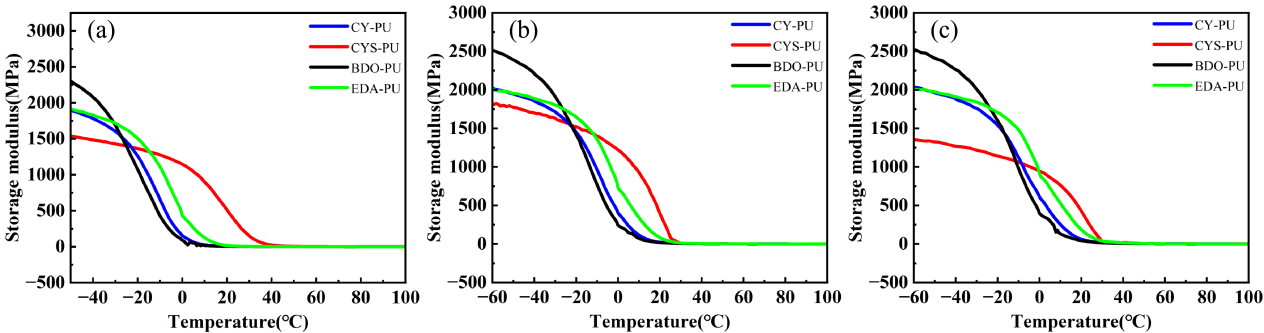 (a)
CY-PU
CYS-PU
BDO-PU
EDA-PU
Storage modulus(MPa)
3000
2500
2000
1500
1000
500
0
−500
−40 −20 0 20 40 60 80 100
Temperature(℃)
(b)
CY-PU
CYS-PU
BDO-PU
EDA-PU
Storage modulus(MPa)
3000
2500
2000
1500
1000
500
0
−500
−60 −40 −20 0 20 40 60 80 100
Temperature(℃)
(c)
CY-PU
CYS-PU
BDO-PU
EDA-PU
Storage modulus(MPa)
3000
2500
2000
1500
1000
500
0
−500
−60 −40 −20 0 20 40 60 80 100
Temperature(℃)